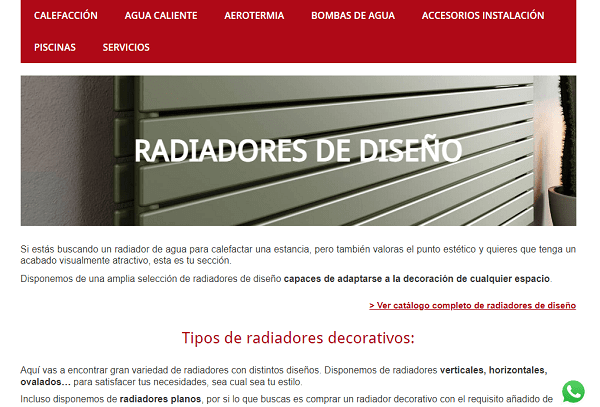 CALEFACCIÓN AGUA CALIENTE AEROTERMIA BOMBAS DE AGUA ACCESORIOS INSTALACIÓN
PISCINAS SERVICIOS
RADIADORES DE DISEÑO
Si estás buscando un radiador de agua para calefactar una estancia, pero también valoras el punto estético y quieres que tenga un
acabado visualmente atractivo, esta es tu sección.
Disponemos de una amplia selección de radiadores de diseño capaces de adaptarse a la decoración de cualquier espacio.
> Ver catálogo completo de radiadores de diseño
Tipos de radiadores decorativos:
Aquí vas a encontrar gran variedad de radiadores con distintos diseños. Disponemos de radiadores verticales, horizontales,
ovalados… para satisfacer tus necesidades, sea cual sea tu estilo.
Incluso disponemos de radiadores planos, por si lo que buscas es comprar un radiador decorativo con el requisito añadido de